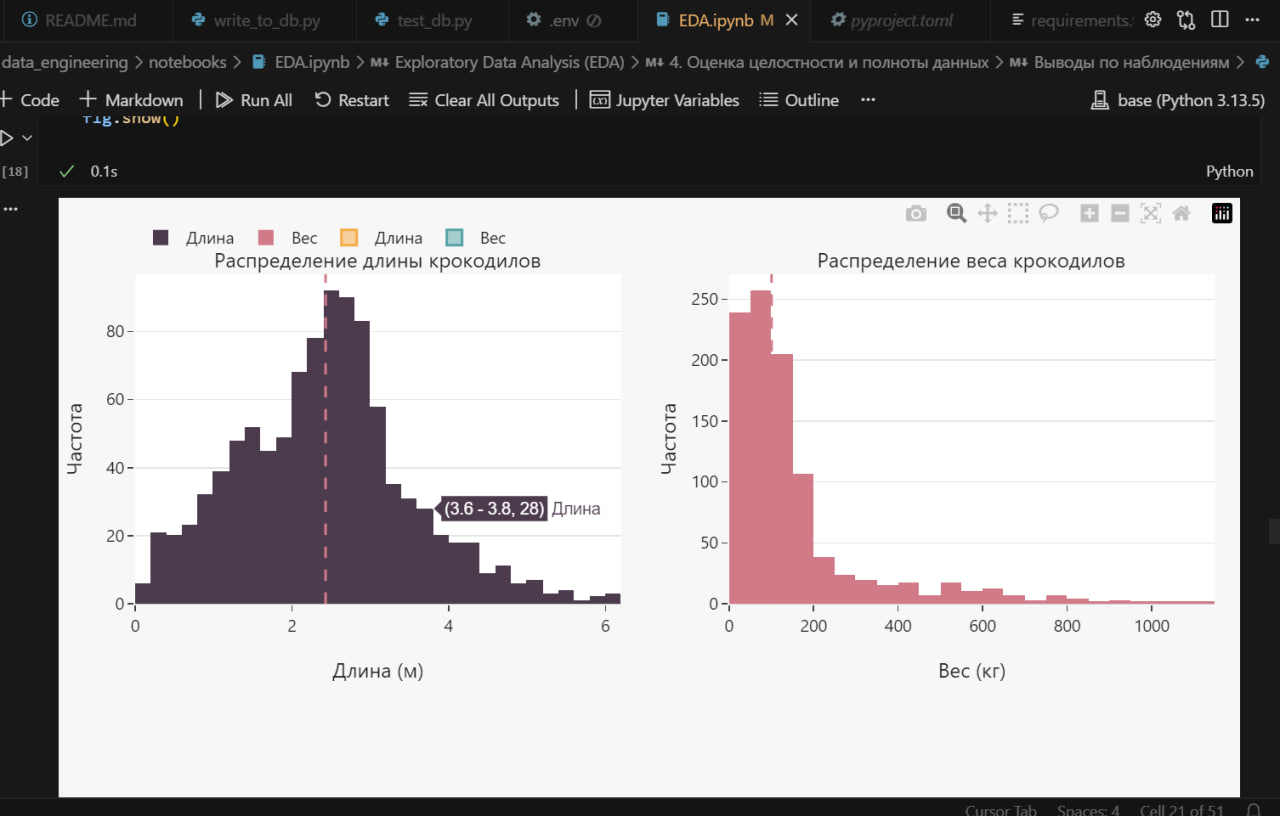 README.md
write_to_db.py
test_db.py
.env
EDA.ipynb M
pyproject.toml
requirements.
data_engineering > notebooks > EDA.ipynb > M↓ Exploratory Data Analysis (EDA) > M↓ 4. Оценка целостности и полноты данных > M↓ Выводы по наблюдениям >
+ Code + Markdown | Run All Restart Clear All Outputs | Jupyter Variables Outline ... base (Python 3.13.5)
fig.show()
[18] 0.1s Python
Длина Вес Длина Вес
Распределение длины крокодилов
80
60
40
20
0
0 2 4 6
Частота
Длина (м)
(3.6 - 3.8, 28) Длина
Распределение веса крокодилов
250
200
150
100
50
0
0 200 400 600 800 1000
Частота
Вес (кг)
Cursor Tab Spaces: 4 Cell 21 of 51